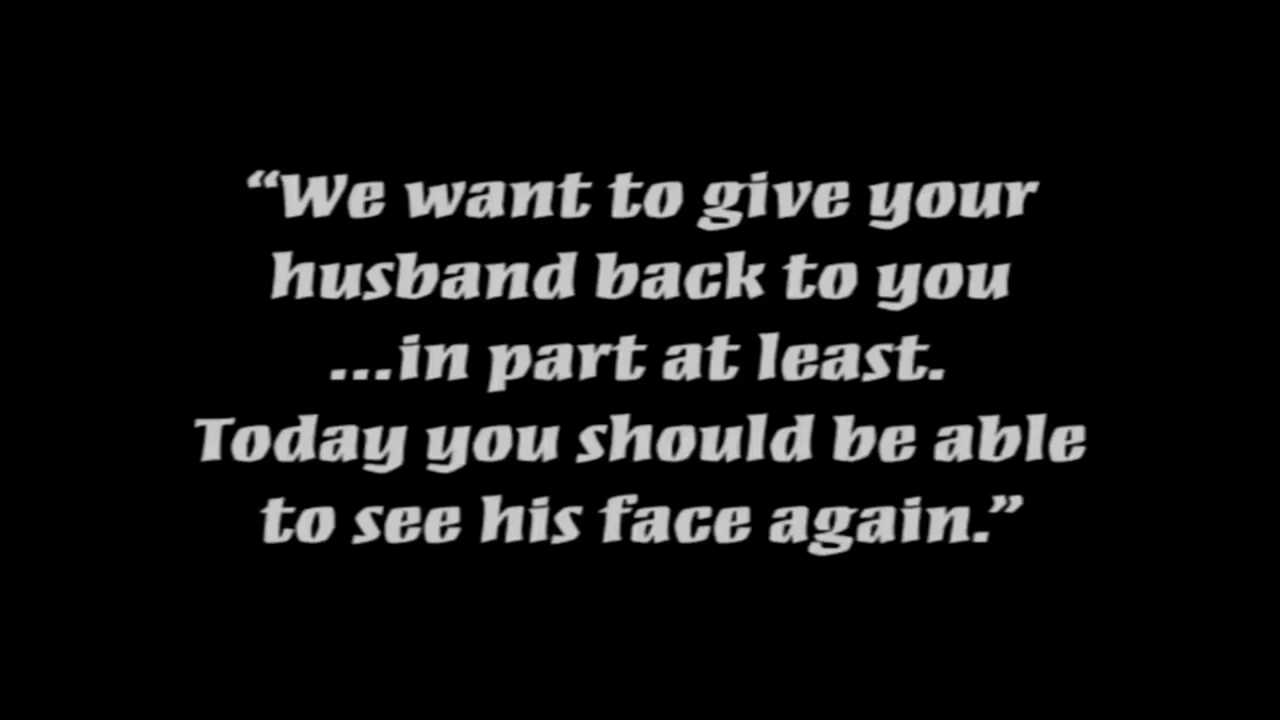 “We want to give your
husband back to you
...in part at least.
Today you should be able
to see his face again.”